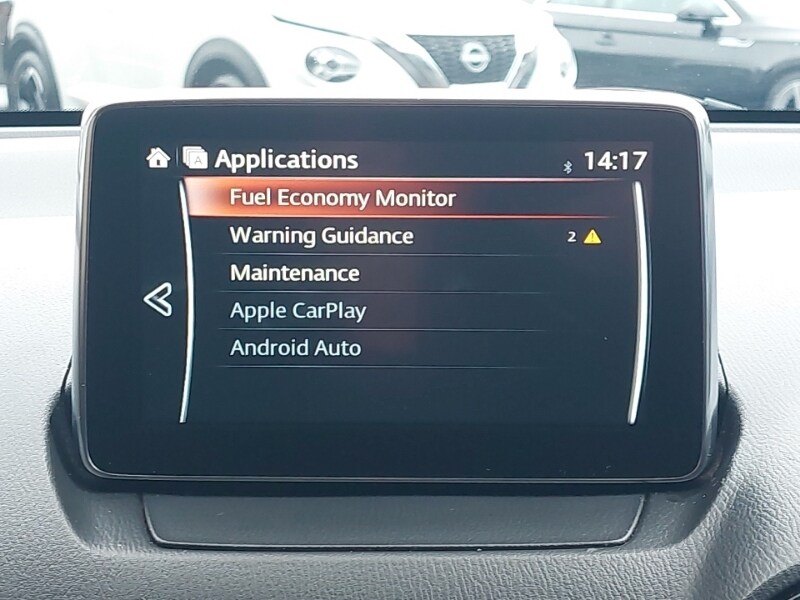 A Applications 14:17
Fuel Economy Monitor
Warning Guidance 2
Maintenance
Apple CarPlay
Android Auto